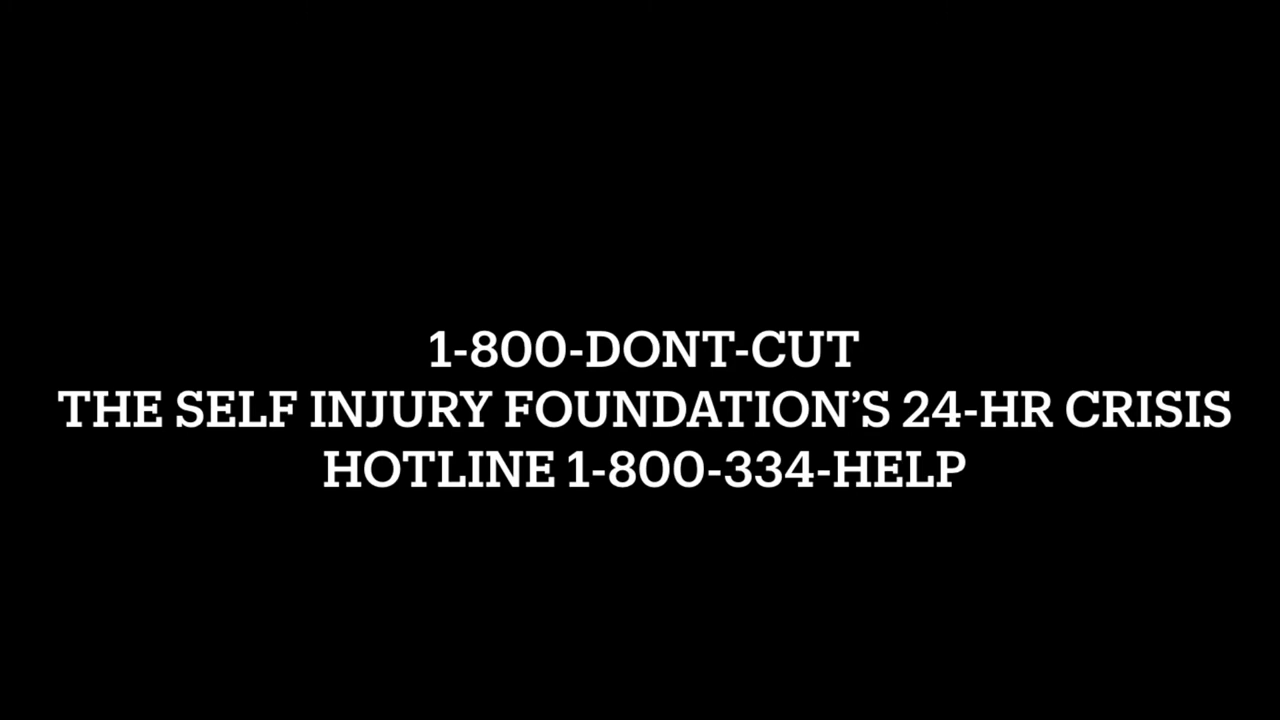 1-800-DONT-CUT
THE SELF INJURY FOUNDATION’S 24-HR CRISIS
HOTLINE 1-800-334-HELP